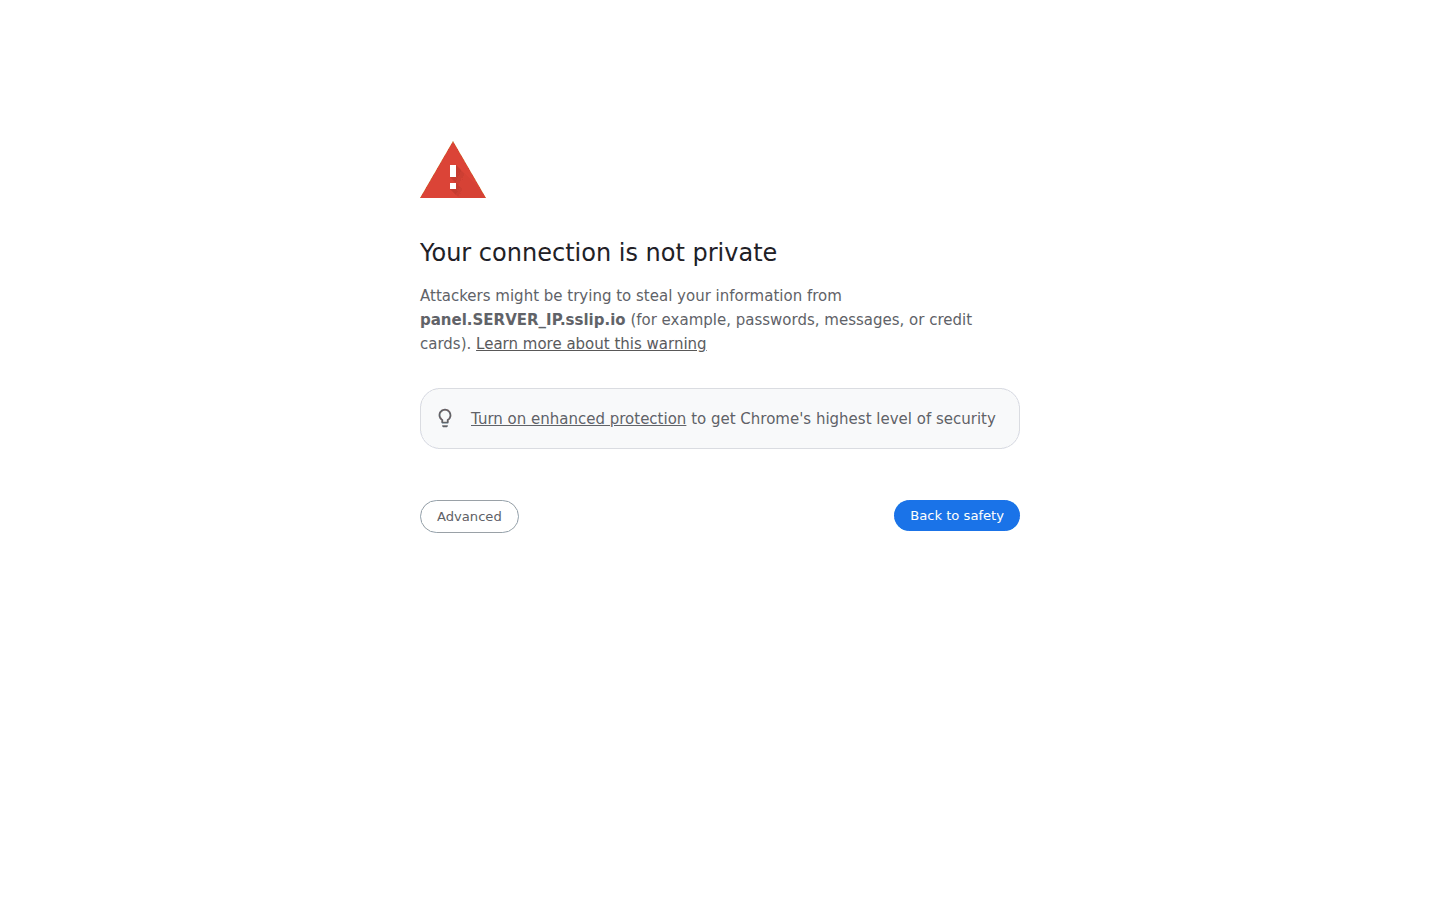 Your connection is not private
Attackers might be trying to steal your information from
panel.SERVER_IP.sslip.io (for example, passwords, messages, or credit
cards). Learn more about this warning
Turn on enhanced protection to get Chrome's highest level of security
Advanced
Back to safety